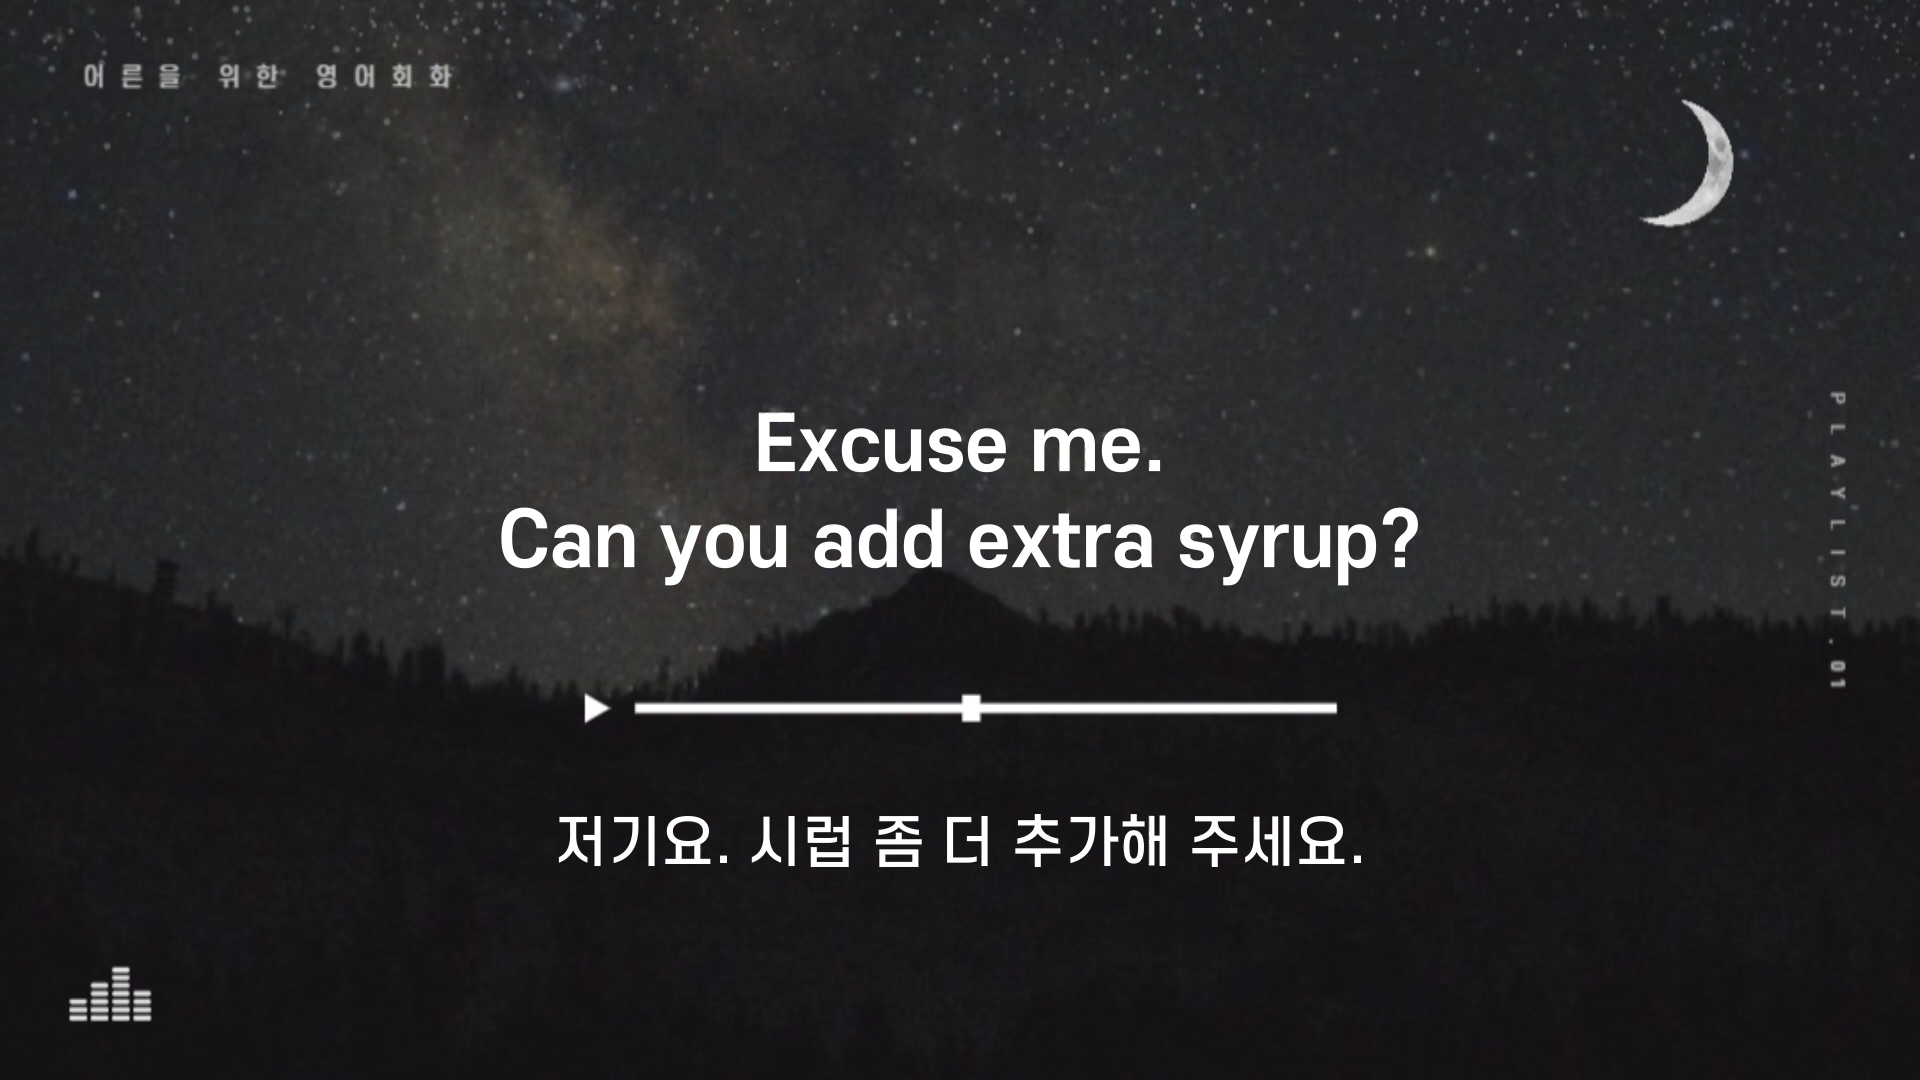 어른을 위한 영어회화
Excuse me.
Can you add extra syrup?
PLAYLIST.01
저기요. 시럽 좀 더 추가해 주세요.